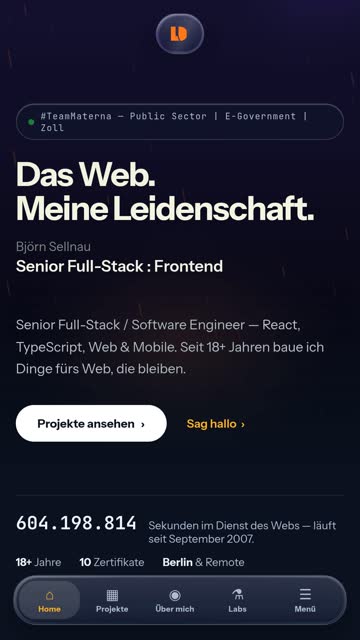 #TeamMaterna — Public Sector | E-Government |
Zoll
Das Web.
Meine Leidenschaft.
Björn Sellnau
Senior Full-Stack : Frontend
Senior Full-Stack / Software Engineer — React,
TypeScript, Web & Mobile. Seit 18+ Jahren baue ich
Dinge fürs Web, die bleiben.
Projekte ansehen ›
Sag hallo ›
604.198.814 Sekunden im Dienst des Webs — läuft
seit September 2007.
18+ Jahre 10 Zertifikate Berlin & Remote
Home Projekte Über mich Labs Menü